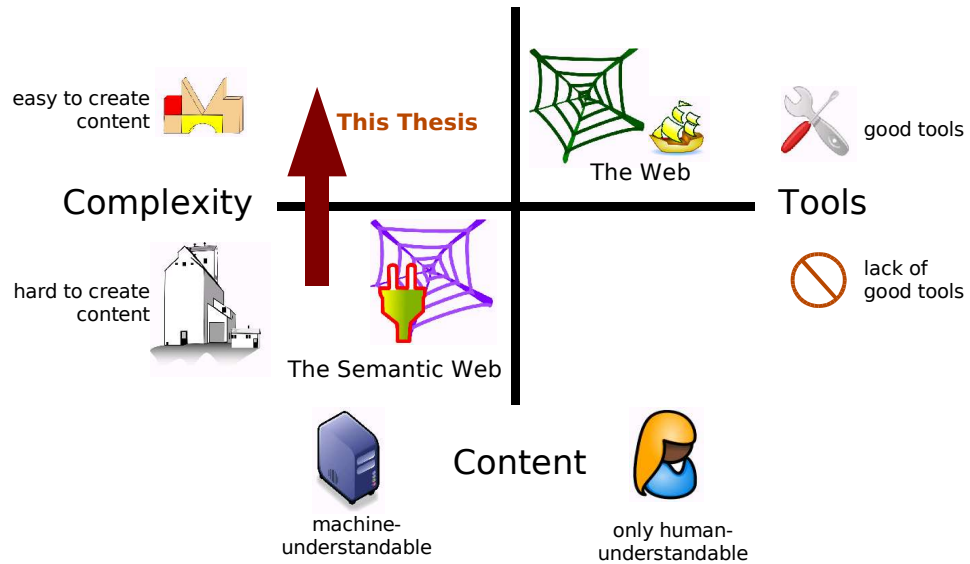 easy to create
content
This Thesis
The Web
good tools
Complexity
Tools
hard to create
content
lack of
good tools
The Semantic Web
Content
machine-
understandable
only human-
understandable